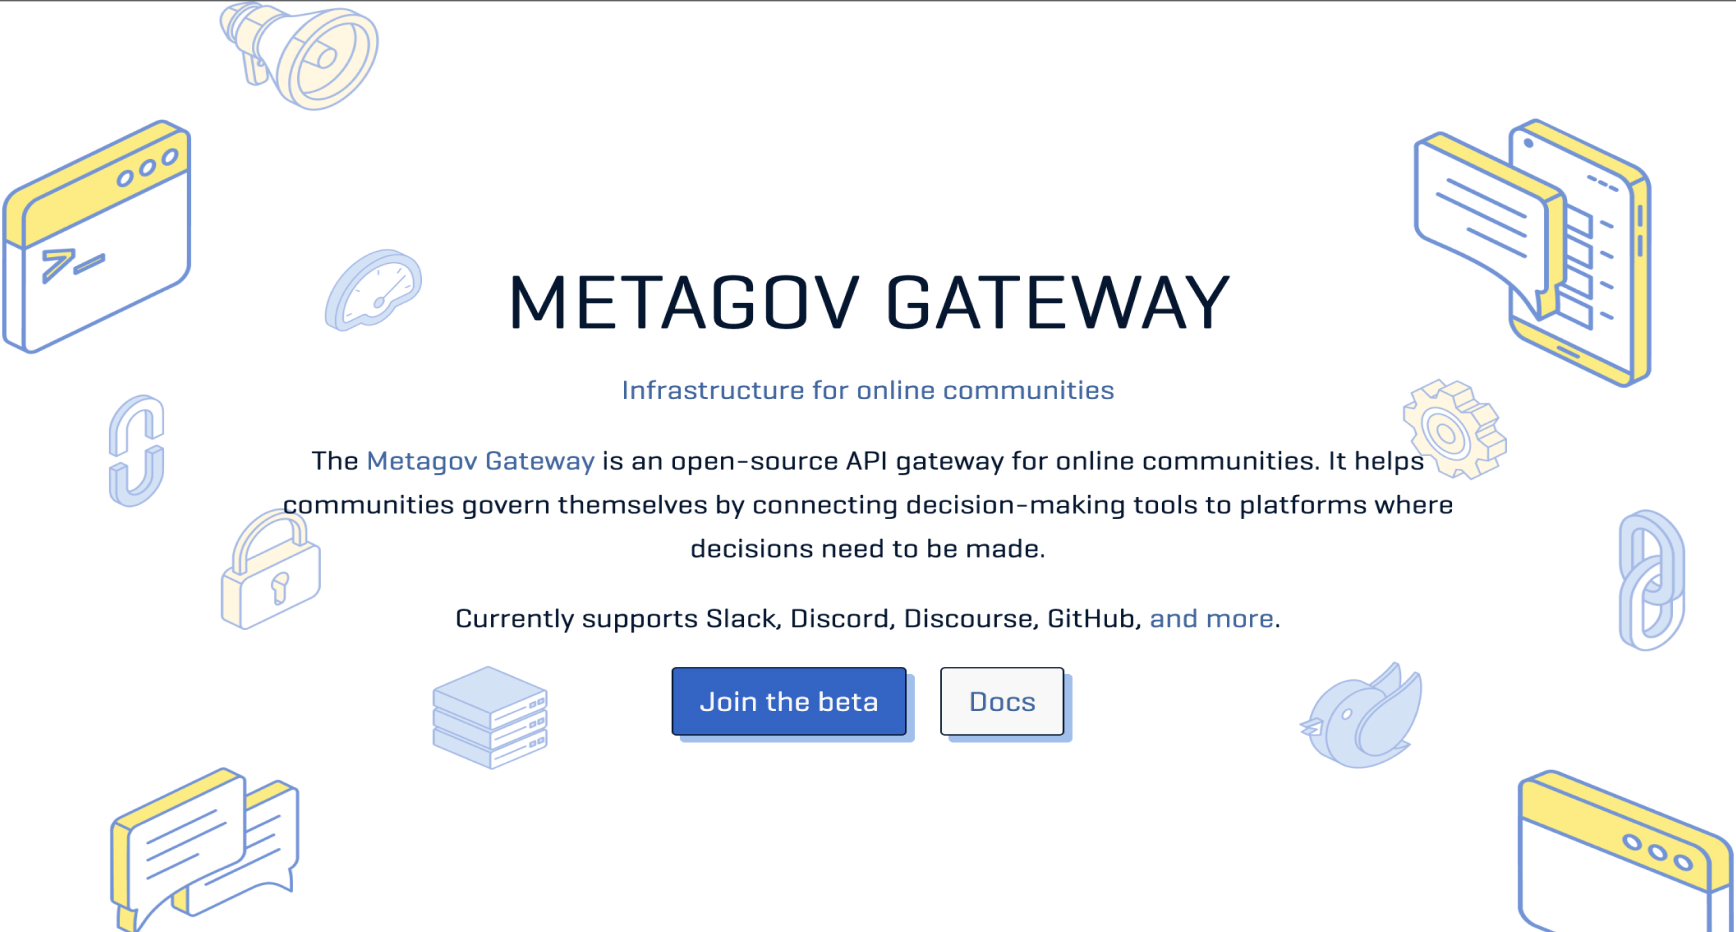 METAGOV GATEWAY
Infrastructure for online communities
The Metagov Gateway is an open-source API gateway for online communities. It helps
communities govern themselves by connecting decision-making tools to platforms where
decisions need to be made.
Currently supports Slack, Discord, Discourse, GitHub, and more.
Join the beta
Docs